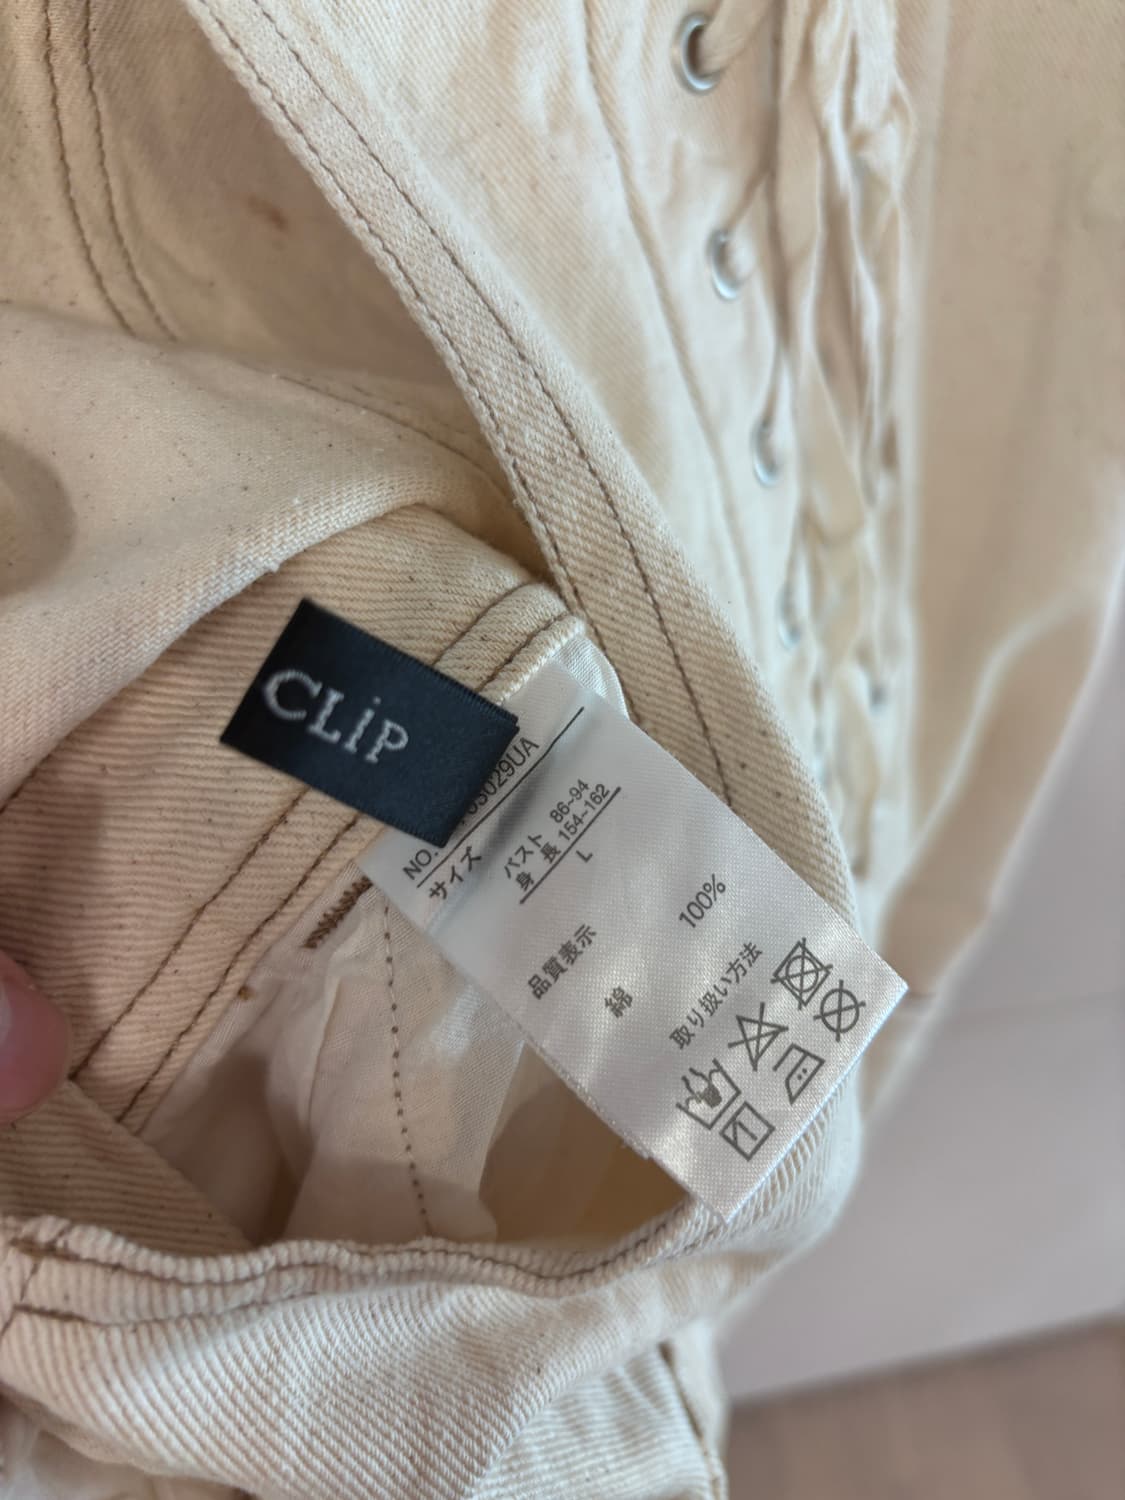 CLiP
NO.
03029UA
サイズ
バスト 86~94
身 長 154~162
L
品質表示
綿 100%
取り扱い方法